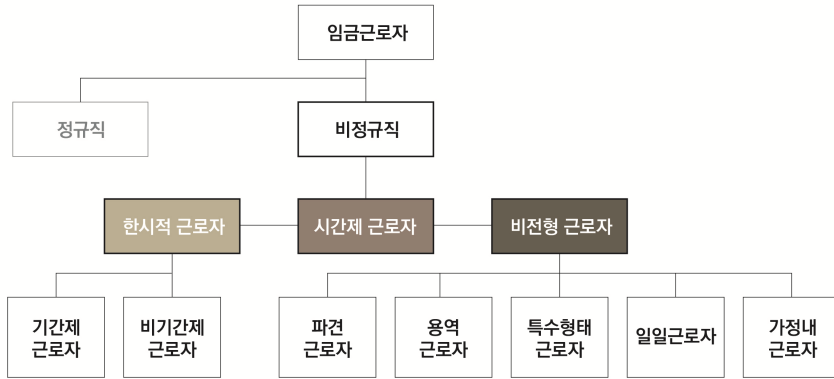 임금근로자
정규직
비정규직
한시적 근로자
시간제 근로자
비전형 근로자
기간제
근로자
비기간제
근로자
파견
근로자
용역
근로자
특수형태
근로자
일일근로자
가정내
근로자